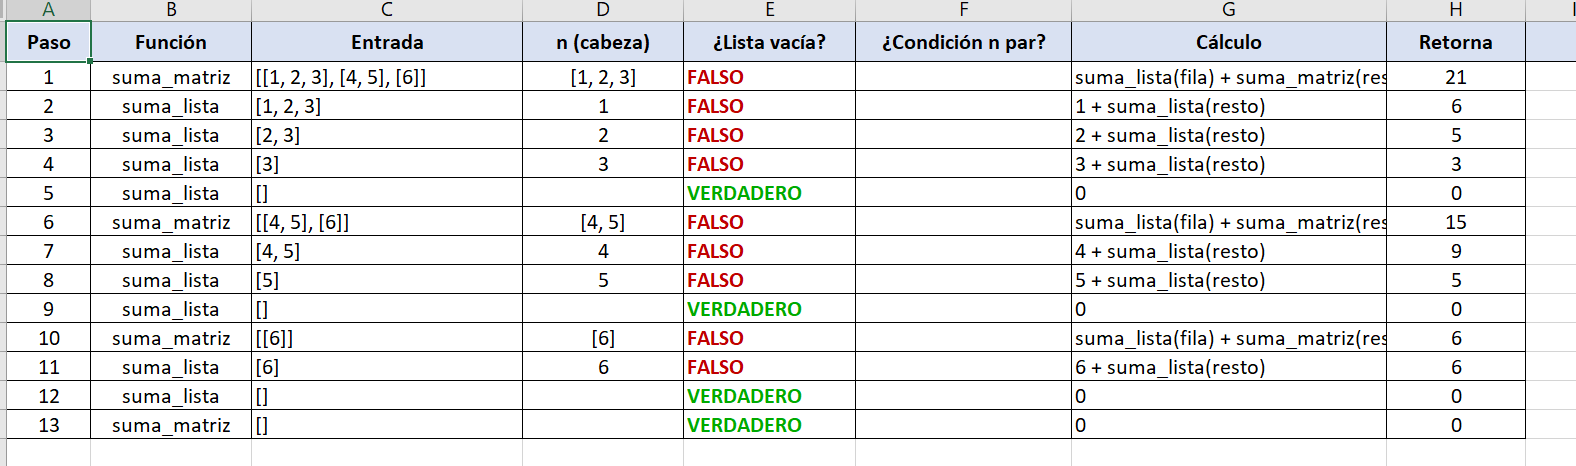 A B C D E F G H
Paso Función Entrada n (cabeza) ¿Lista vacía? ¿Condición n par? Cálculo Retorna
1 suma_matriz [[1, 2, 3], [4, 5], [6]] [1, 2, 3] FALSO suma_lista(fila) + suma_matriz(res 21
2 suma_lista [1, 2, 3] 1 FALSO 1 + suma_lista(resto) 6
3 suma_lista [2, 3] 2 FALSO 2 + suma_lista(resto) 5
4 suma_lista [3] 3 FALSO 3 + suma_lista(resto) 3
5 suma_lista [] VERDADERO 0 0
6 suma_matriz [[4, 5], [6]] [4, 5] FALSO suma_lista(fila) + suma_matriz(res 15
7 suma_lista [4, 5] 4 FALSO 4 + suma_lista(resto) 9
8 suma_lista [5] 5 FALSO 5 + suma_lista(resto) 5
9 suma_lista [] VERDADERO 0 0
10 suma_matriz [[6]] [6] FALSO suma_lista(fila) + suma_matriz(res 6
11 suma_lista [6] 6 FALSO 6 + suma_lista(resto) 6
12 suma_lista [] VERDADERO 0 0
13 suma_matriz [] VERDADERO 0 0